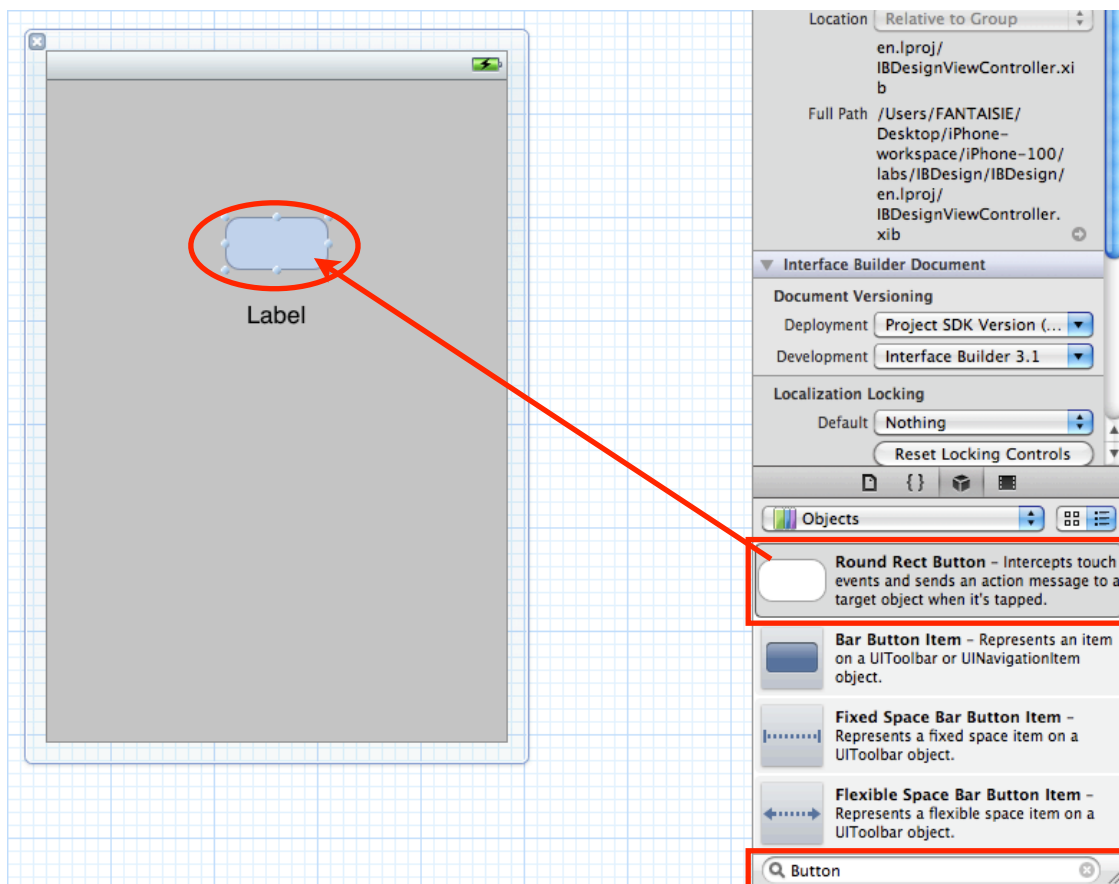 Location Relative to Group
en.lproj/
IBDesignViewController.xi
b
Full Path /Users/FANTAISIE/
Desktop/iPhone-
workspace/iPhone-100/
labs/IBDesign/IBDesign/
en.lproj/
IBDesignViewController.
xib
Interface Builder Document
Document Versioning
Deployment Project SDK Version (...
Development Interface Builder 3.1
Localization Locking
Default Nothing
Reset Locking Controls
{}
Objects
Round Rect Button – Intercepts touch
events and sends an action message to a
target object when it's tapped.
Bar Button Item – Represents an item
on a UIToolbar or UINavigationItem
object.
Fixed Space Bar Button Item –
Represents a fixed space item on a
UIToolbar object.
Flexible Space Bar Button Item –
Represents a flexible space item on a
UIToolbar object.
Button
Label